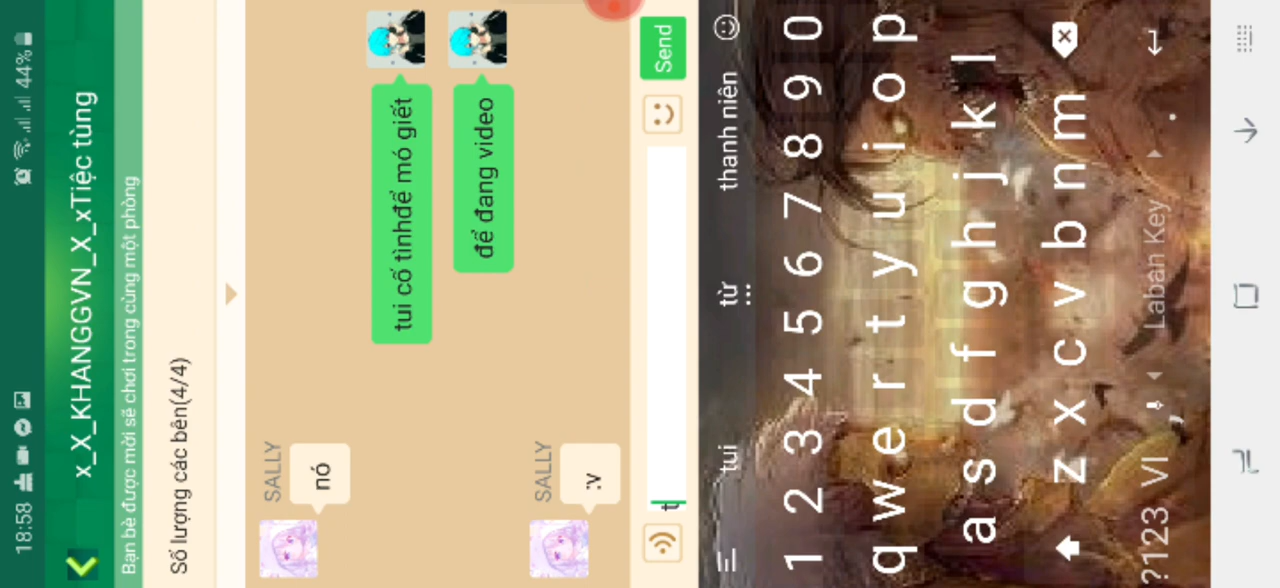 18:58 44%
x_X_KHANGGVN_X_xTiệc tùng
Bạn bè được mời sẽ chơi trong cùng một phòng
Số lượng các bên(4/4)
SALLY
nó
tui cố tìnhđể mó giết
để đang video
SALLY
:v
t
Send
tui từ thanh niên
1 2 3 4 5 6 7 8 9 0
q w e r t y u i o p
a s d f g h j k l
z x c v b n m
?123 VI , Laban Key .